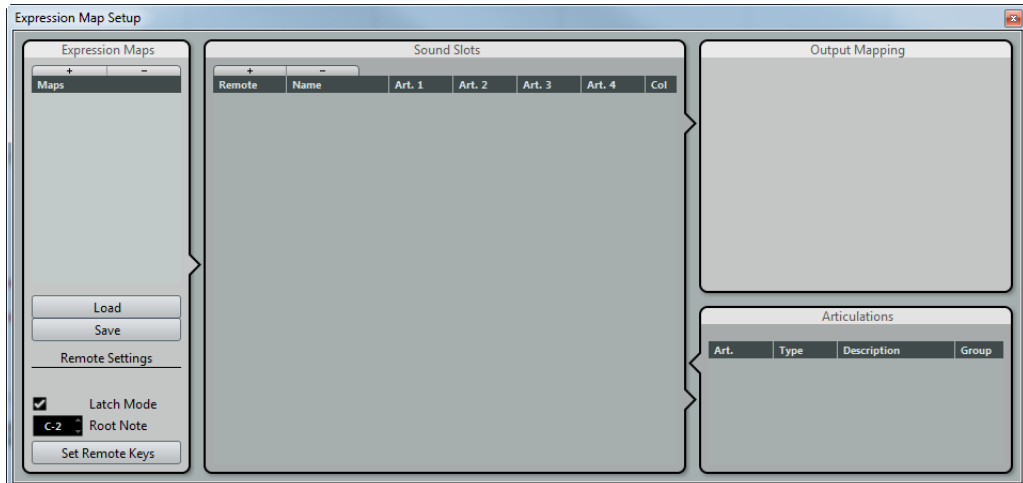 Expression Map Setup
x
Expression Maps
+ −
Maps
Load
Save
Remote Settings
Latch Mode
C-2 Root Note
Set Remote Keys
Sound Slots
+ −
Remote Name Art. 1 Art. 2 Art. 3 Art. 4 Col
Output Mapping
Articulations
Art. Type Description Group